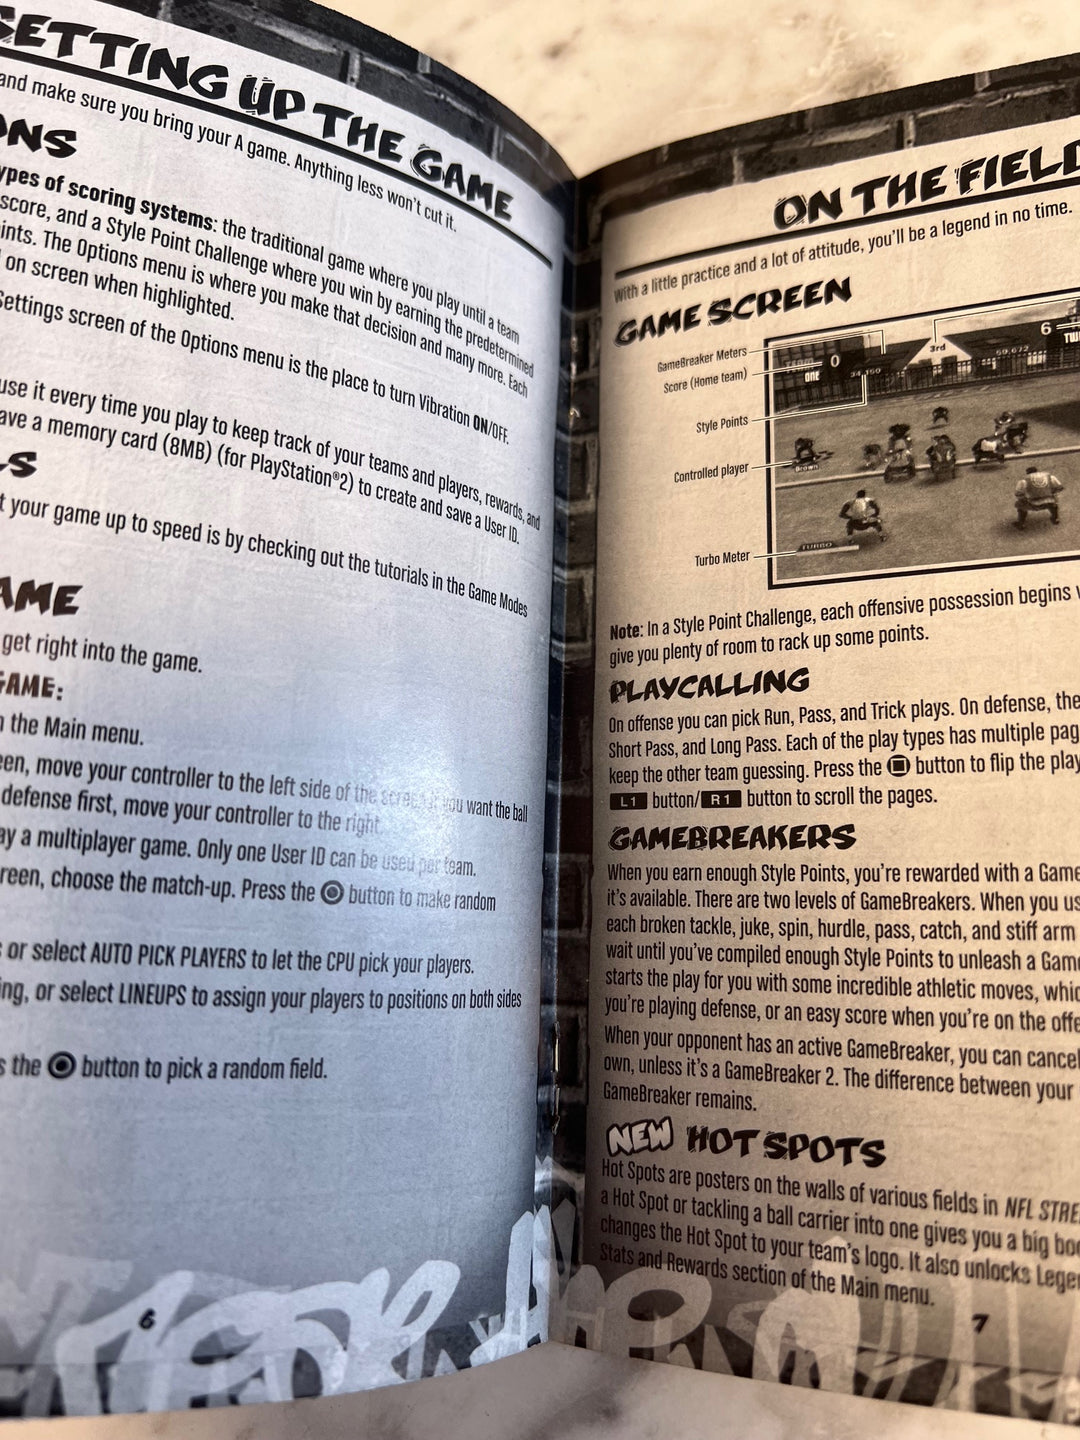 SETTING UP THE GAME
and make sure you bring your A game. Anything less won't cut it.
ONS
ypes of scoring systems: the traditional game where you play until a team
score, and a Style Point Challenge where you win by earning the predetermined
ints. The Options menu is where you make that decision and many more. Each
on screen when highlighted.
Settings screen of the Options menu is the place to turn Vibration ON/OFF.
use it every time you play to keep track of your teams and players, rewards, and
ave a memory card (8MB) (for PlayStation®2) to create and save a User ID.
LS
t your game up to speed is by checking out the tutorials in the Game Modes
AME
get right into the game.
GAME:
n the Main menu.
een, move your controller to the left side of the screen if you want the ball
defense first, move your controller to the right.
ay a multiplayer game. Only one User ID can be used per team.
reen, choose the match-up. Press the button to make random
s or select AUTO PICK PLAYERS to let the CPU pick your players.
ing, or select LINEUPS to assign your players to positions on both sides
s the button to pick a random field.
6
ON THE FIELD
With a little practice and a lot of attitude, you'll be a legend in no time.
GAME SCREEN
GameBreaker Meters
Score (Home team)
Style Points
Controlled player
Turbo Meter
0
ONE
24,150
3rd
59,672
6
TW
Brown
TURBO
Note: In a Style Point Challenge, each offensive possession begins
give you plenty of room to rack up some points.
PLAYCALLING
On offense you can pick Run, Pass, and Trick plays. On defense, the
Short Pass, and Long Pass. Each of the play types has multiple pag
keep the other team guessing. Press the button to flip the play
L1 button/ R1 button to scroll the pages.
GAMEBREAKERS
When you earn enough Style Points, you're rewarded with a Game
it's available. There are two levels of GameBreakers. When you us
each broken tackle, juke, spin, hurdle, pass, catch, and stiff arm
wait until you've compiled enough Style Points to unleash a Gam
starts the play for you with some incredible athletic moves, whic
you're playing defense, or an easy score when you're on the offe
When your opponent has an active GameBreaker, you can cancel
own, unless it's a GameBreaker 2. The difference between your
GameBreaker remains.
NEW HOT SPOTS
Hot Spots are posters on the walls of various fields in NFL STRE
a Hot Spot or tackling a ball carrier into one gives you a big boo
changes the Hot Spot to your team's logo. It also unlocks Leger
Stats and Rewards section of the Main menu.
7